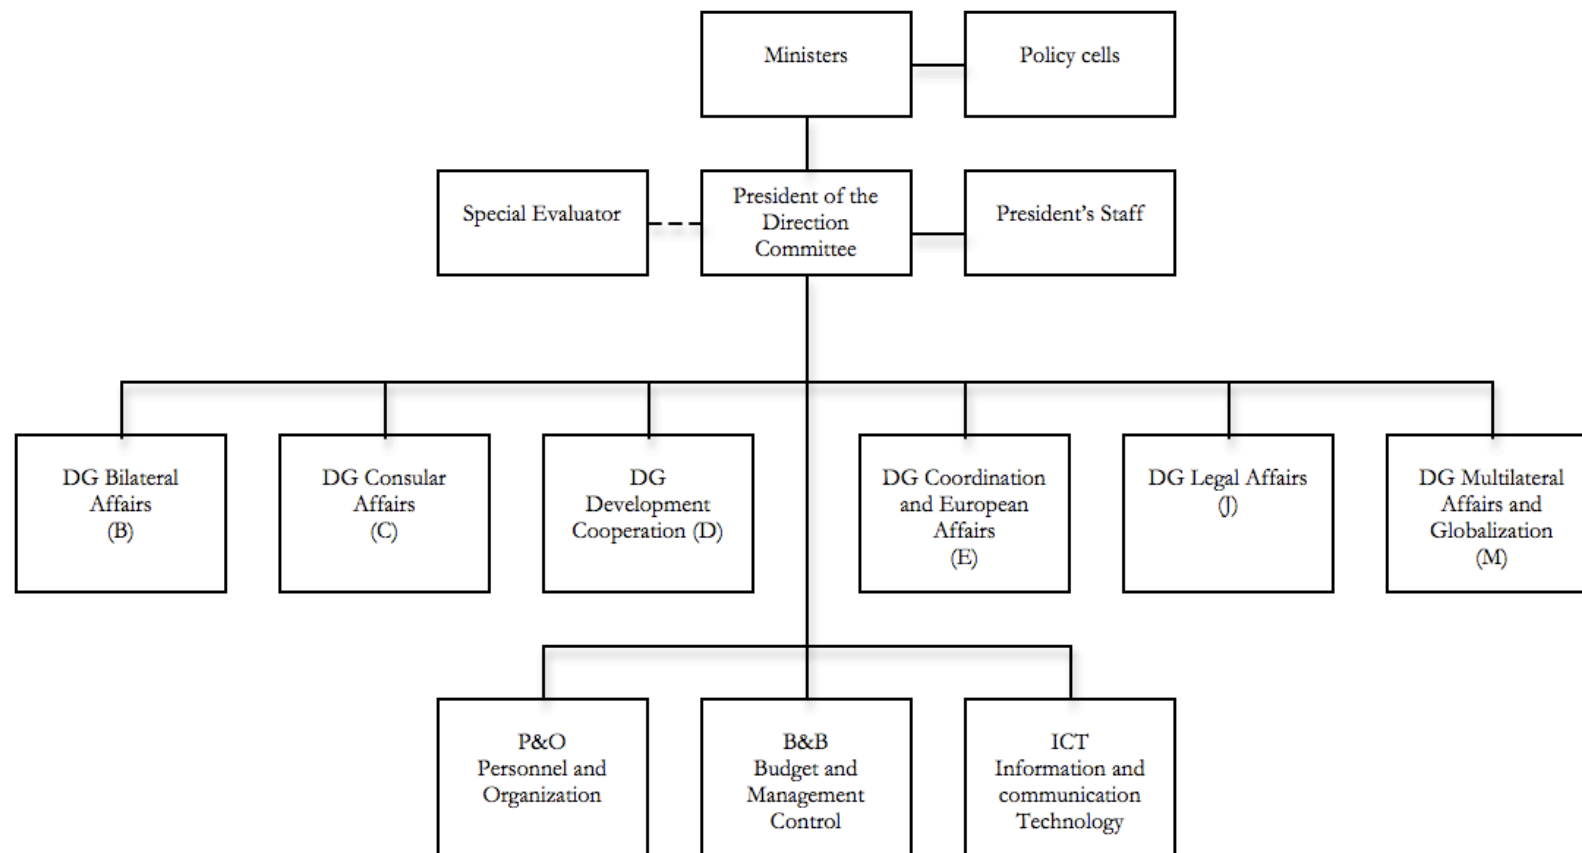 Ministers
Policy cells
Special Evaluator
President of the
Direction
Committee
President’s Staff
DG Bilateral
Affairs
(B)
DG Consular
Affairs
(C)
DG
Development
Cooperation (D)
DG Coordination
and European
Affairs
(E)
DG Legal Affairs
(J)
DG Multilateral
Affairs and
Globalization
(M)
P&O
Personnel and
Organization
B&B
Budget and
Management
Control
ICT
Information and
communication
Technology